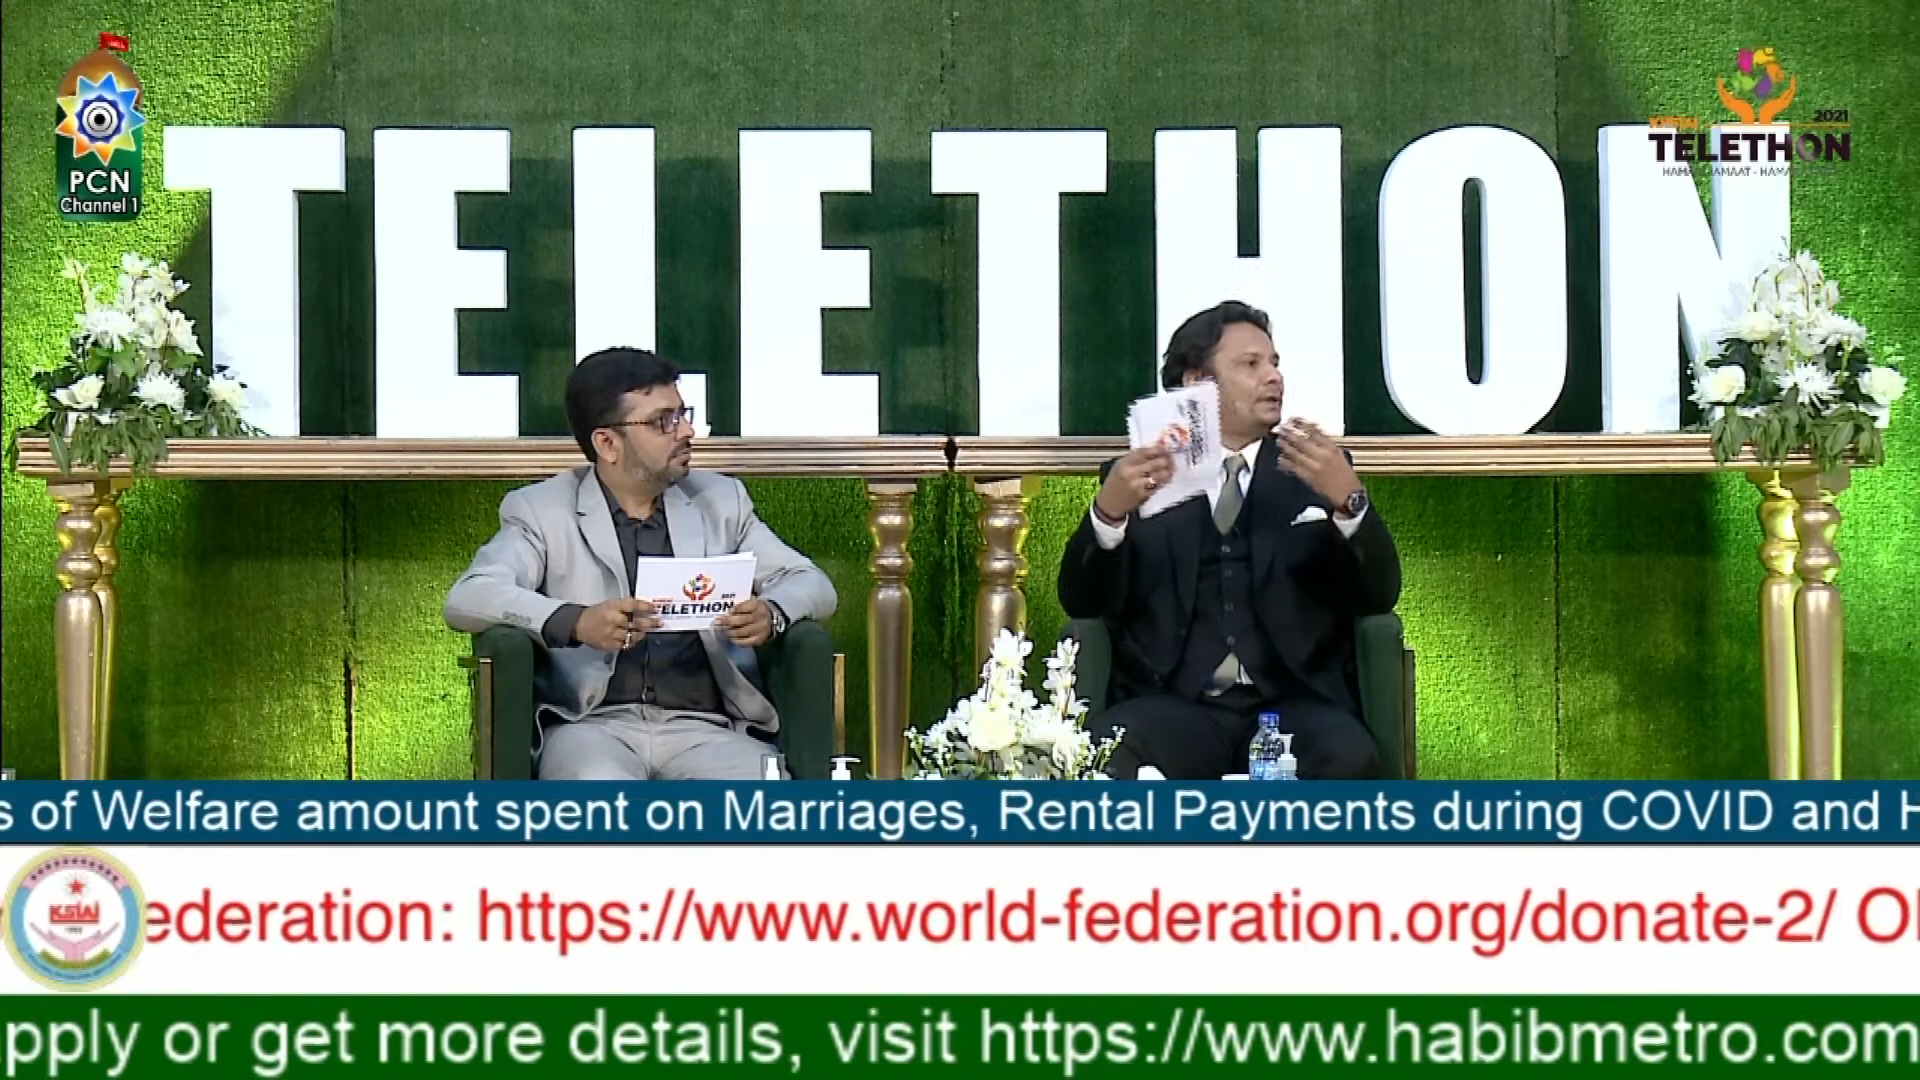 PCN
Channel 1
TELETHON
2021
TELETHON
2021
TELETHON
s of Welfare amount spent on Marriages, Rental Payments during COVID and H
ederation: https://www.world-federation.org/donate-2/ O
pply or get more details, visit https://www.habibmetro.com